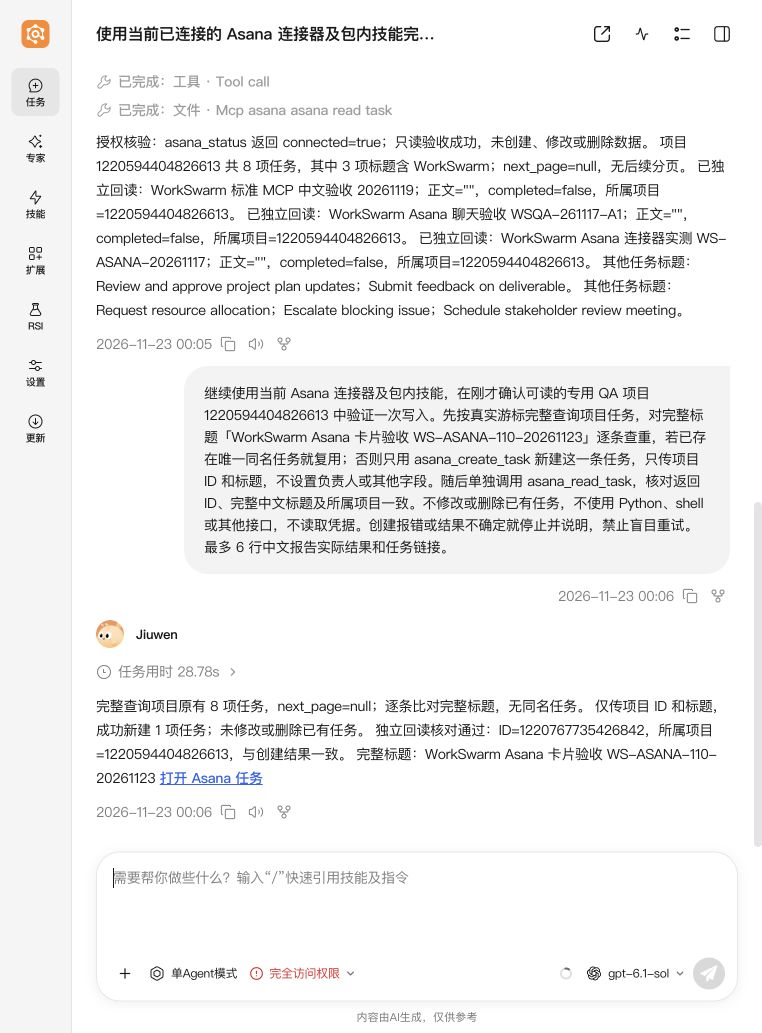 使用当前已连接的 Asana 连接器及包内技能完...
任务
专家
技能
扩展
RSI
设置
更新
已完成：工具 · Tool call
已完成：文件 · Mcp asana asana read task
授权核验：asana_status 返回 connected=true；只读验收成功，未创建、修改或删除数据。 项目
1220594404826613 共 8 项任务，其中 3 项标题含 WorkSwarm；next_page=null，无后续分页。 已独
立回读：WorkSwarm 标准 MCP 中文验收 20261119；正文=""，completed=false，所属项目
=1220594404826613。 已独立回读：WorkSwarm Asana 聊天验收 WSQA-261117-A1；正文=""，
completed=false，所属项目=1220594404826613。 已独立回读：WorkSwarm Asana 连接器实测 WS-
ASANA-20261117；正文=""，completed=false，所属项目=1220594404826613。 其他任务标题：
Review and approve project plan updates；Submit feedback on deliverable。 其他任务标题：
Request resource allocation；Escalate blocking issue；Schedule stakeholder review meeting。
2026-11-23 00:05
继续使用当前 Asana 连接器及包内技能，在刚才确认可读的专用 QA 项目
1220594404826613 中验证一次写入。先按真实游标完整查询项目任务，对完整标
题「WorkSwarm Asana 卡片验收 WS-ASANA-110-20261123」逐条查重，若已存
在唯一同名任务就复用；否则只用 asana_create_task 新建这一条任务，只传项目
ID 和标题，不设置负责人或其他字段。随后单独调用 asana_read_task，核对返回
ID、完整中文标题及所属项目一致。不修改或删除已有任务，不使用 Python、shell
或其他接口，不读取凭据。创建报错或结果不确定就停止并说明，禁止盲目重试。
最多 6 行中文报告实际结果和任务链接。
2026-11-23 00:06
Jiuwen
任务用时 28.78s
完整查询项目原有 8 项任务，next_page=null；逐条比对完整标题，无同名任务。 仅传项目 ID 和标题，
成功新建 1 项任务；未修改或删除已有任务。 独立回读核对通过：ID=1220767735426842，所属项目
=1220594404826613，与创建结果一致。 完整标题：WorkSwarm Asana 卡片验收 WS-ASANA-110-
20261123 打开 Asana 任务
2026-11-23 00:06
需要帮你做些什么？输入“/”快速引用技能及指令
单Agent模式 完全访问权限 gpt-6.1-sol
内容由AI生成，仅供参考